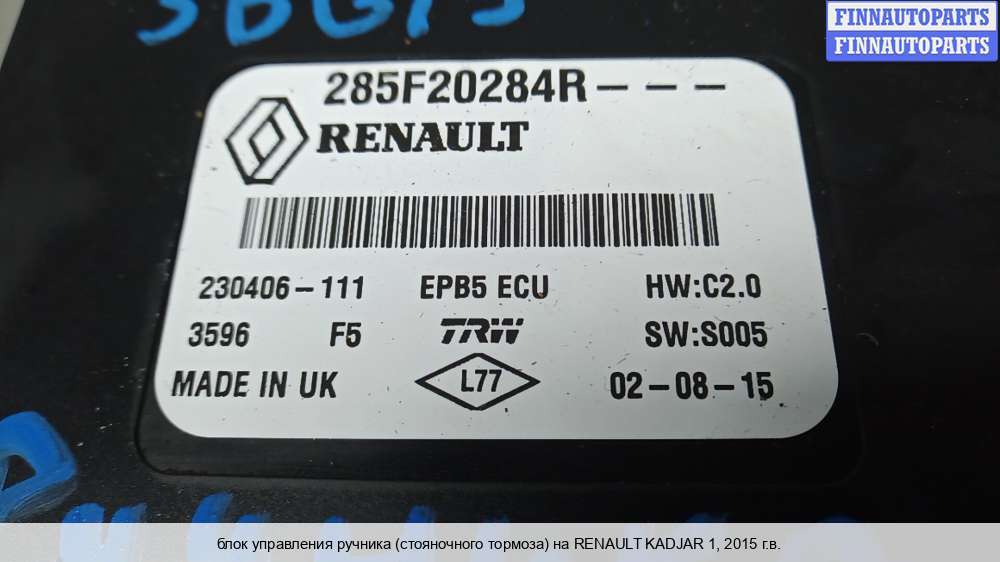 FINNAUTOPARTS
FINNAUTOPARTS
285F20284R---
RENAULT
230406-111 EPB5 ECU HW:C2.0
3596 F5 TRW SW:S005
MADE IN UK L77 02-08-15
блок управления ручника (стояночного тормоза) на RENAULT KADJAR 1, 2015 г.в.